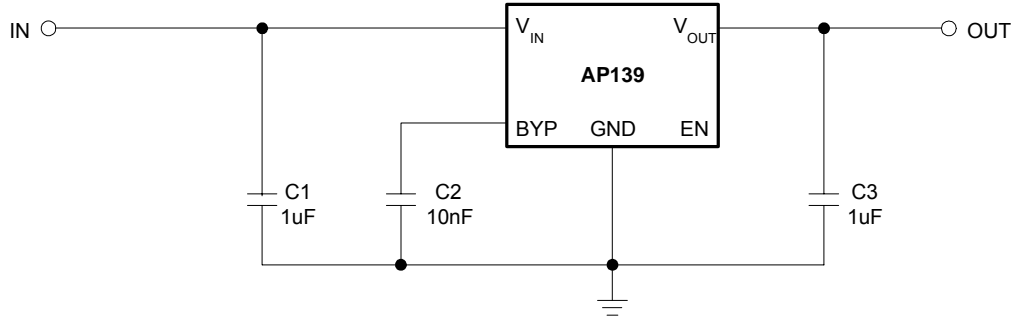 IN
V_IN
V_OUT
OUT
AP139
BYP
GND
EN
C1
1uF
C2
10nF
C3
1uF